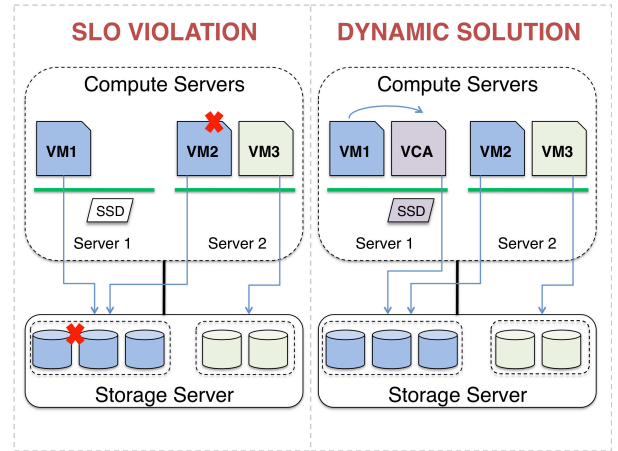 SLO VIOLATION
Compute Servers
VM1
VM2
VM3
SSD
Server 1
Server 2
Storage Server
DYNAMIC SOLUTION
Compute Servers
VM1
VCA
VM2
VM3
SSD
Server 1
Server 2
Storage Server